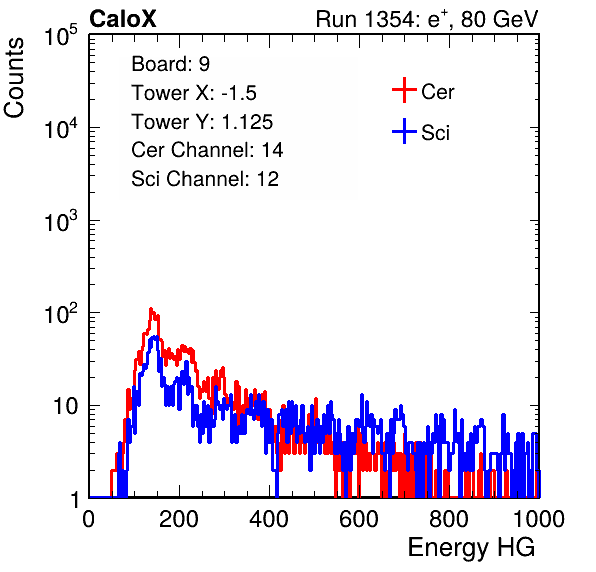 CaloX Run 1354: e⁺, 80 GeV
Counts
10⁵
10⁴
10³
10²
10
1
Board: 9
Tower X: -1.5
Tower Y: 1.125
Cer Channel: 14
Sci Channel: 12
Cer
Sci
0 200 400 600 800 1000
Energy HG